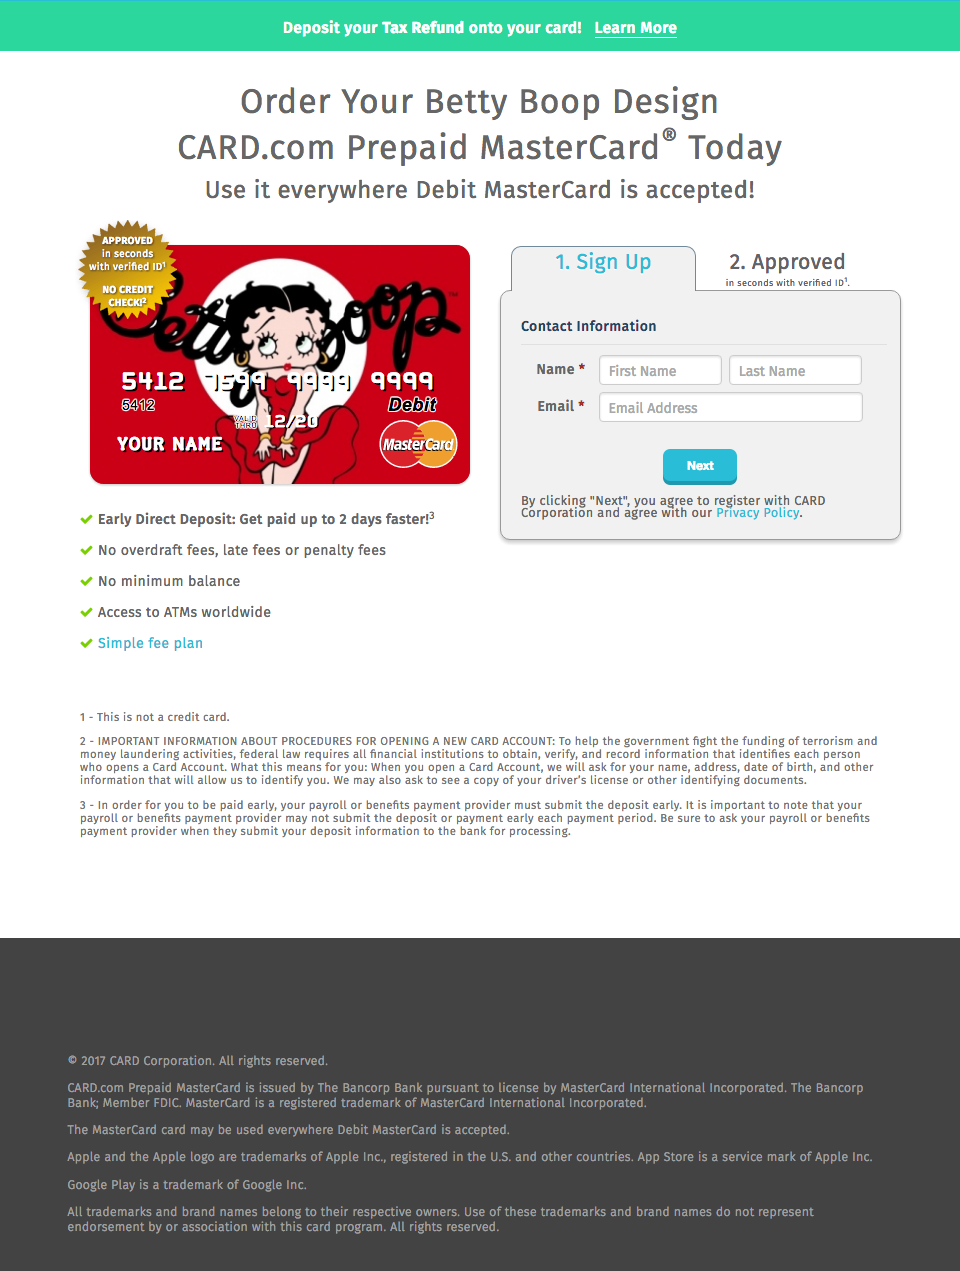 Deposit your Tax Refund onto your card! Learn More
Order Your Betty Boop Design
CARD.com Prepaid MasterCard® Today
Use it everywhere Debit MasterCard is accepted!
APPROVED
in seconds
with verified ID¹
NO CREDIT
CHECK!²
Betty Boop™
5412 7599 9999 9999
5412
Debit
VALID
THRU 12/20
YOUR NAME
MasterCard
1. Sign Up
2. Approved
in seconds with verified ID¹.
Contact Information
Name * First Name Last Name
Email * Email Address
Next
By clicking "Next", you agree to register with CARD
Corporation and agree with our Privacy Policy.
Early Direct Deposit: Get paid up to 2 days faster!³
No overdraft fees, late fees or penalty fees
No minimum balance
Access to ATMs worldwide
Simple fee plan
1 - This is not a credit card.
2 - IMPORTANT INFORMATION ABOUT PROCEDURES FOR OPENING A NEW CARD ACCOUNT: To help the government fight the funding of terrorism and
money laundering activities, federal law requires all financial institutions to obtain, verify, and record information that identifies each person
who opens a Card Account. What this means for you: When you open a Card Account, we will ask for your name, address, date of birth, and other
information that will allow us to identify you. We may also ask to see a copy of your driver's license or other identifying documents.
3 - In order for you to be paid early, your payroll or benefits payment provider must submit the deposit early. It is important to note that your
payroll or benefits payment provider may not submit the deposit or payment early each payment period. Be sure to ask your payroll or benefits
payment provider when they submit your deposit information to the bank for processing.
© 2017 CARD Corporation. All rights reserved.
CARD.com Prepaid MasterCard is issued by The Bancorp Bank pursuant to license by MasterCard International Incorporated. The Bancorp
Bank; Member FDIC. MasterCard is a registered trademark of MasterCard International Incorporated.
The MasterCard card may be used everywhere Debit MasterCard is accepted.
Apple and the Apple logo are trademarks of Apple Inc., registered in the U.S. and other countries. App Store is a service mark of Apple Inc.
Google Play is a trademark of Google Inc.
All trademarks and brand names belong to their respective owners. Use of these trademarks and brand names do not represent
endorsement by or association with this card program. All rights reserved.